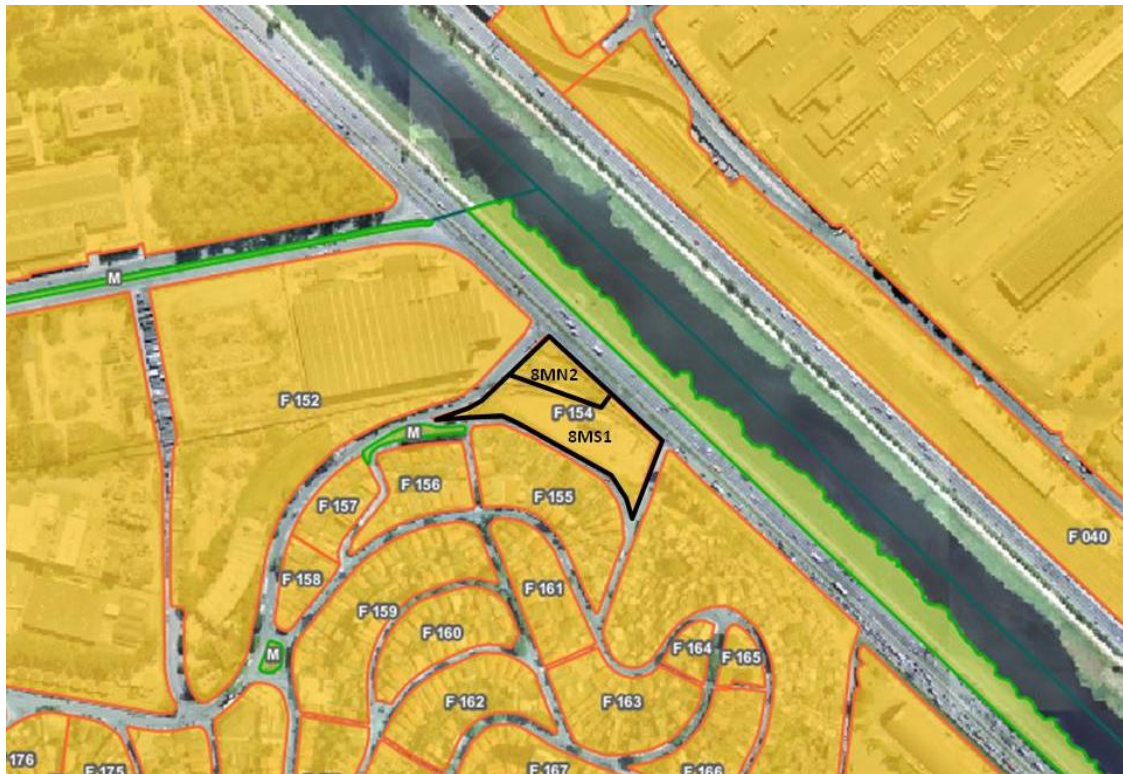 M
8MN2
F 152
F 154
8MS1
M
F 156
F 155
F 157
F 040
F 158
F 161
F 159
F 160
F 164
F 165
M
F 162
F 163
176
F 175
F 167
F 166